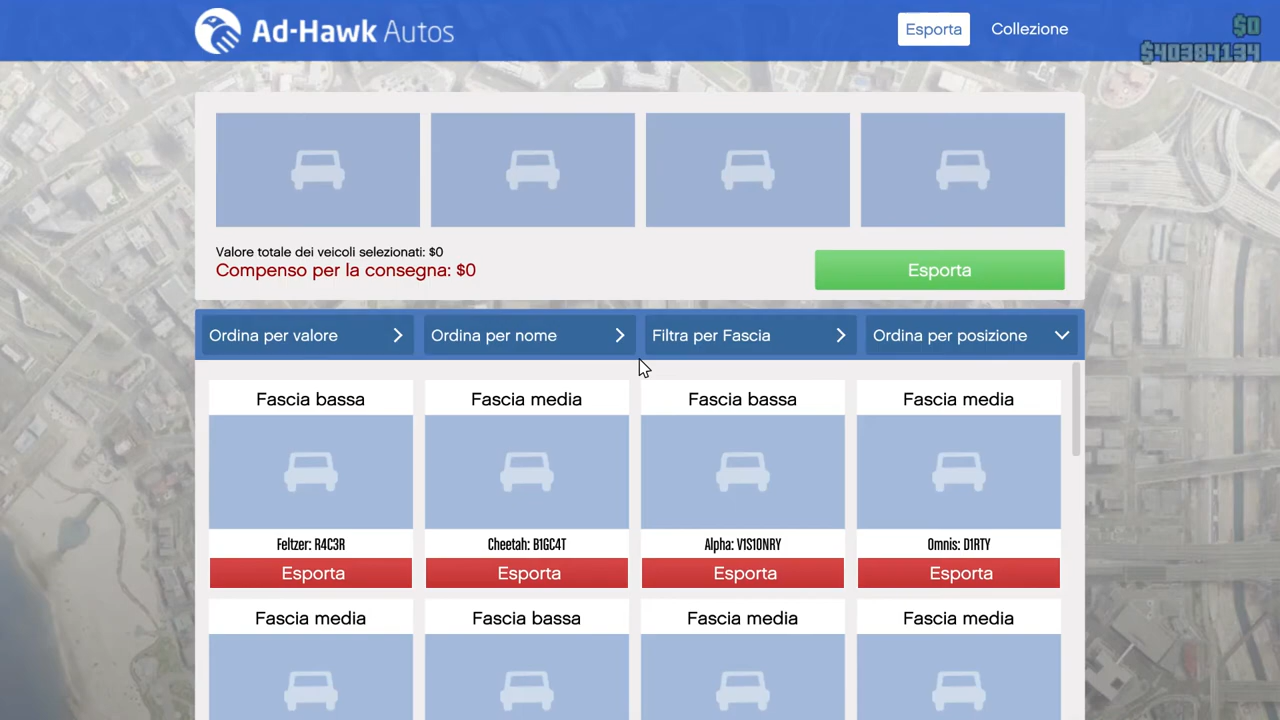 Ad-Hawk Autos
Esporta
Collezione
$0
$40384134
Valore totale dei veicoli selezionati: $0
Compenso per la consegna: $0
Esporta
Ordina per valore
Ordina per nome
Filtra per Fascia
Ordina per posizione
Fascia bassa
Fascia media
Fascia bassa
Fascia media
Feltzer: R4C3R
Cheetah: B1GC4T
Alpha: V1S10NRY
Omnis: D1RTY
Esporta
Esporta
Esporta
Esporta
Fascia media
Fascia bassa
Fascia media
Fascia media